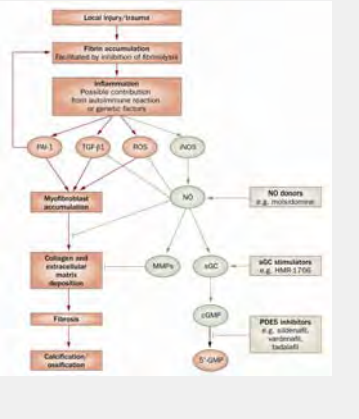 Local injury/trauma
Fibrin accumulation
Facilitated by inhibition of fibrinolysis
Inflammation
Possible contribution
from autoimmune reaction
or genetic factors
PAI-1
TGF-β1
ROS
iNOS
Myofibroblast
accumulation
NO
NO donors
e.g. molsidomine
Collagen and
extracellular
matrix
deposition
MMPs
sGC
sGC stimulators
e.g. HMR-1766
Fibrosis
cGMP
PDE5 inhibitors
e.g. sildenafil,
vardenafil,
tadalafil
Calcification/
ossification
5'-GMP